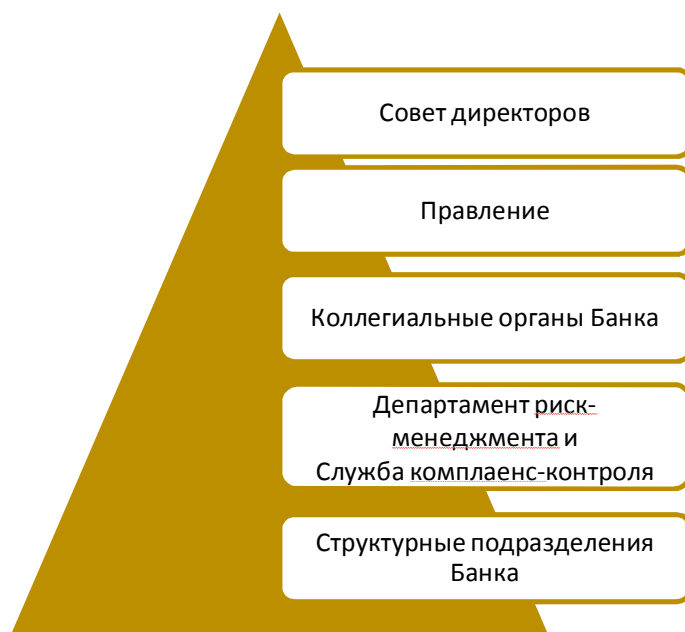 Совет директоров
Правление
Коллегиальные органы Банка
Департамент риск-
менеджмента и
Служба комплаенс-контроля
Структурные подразделения
Банка